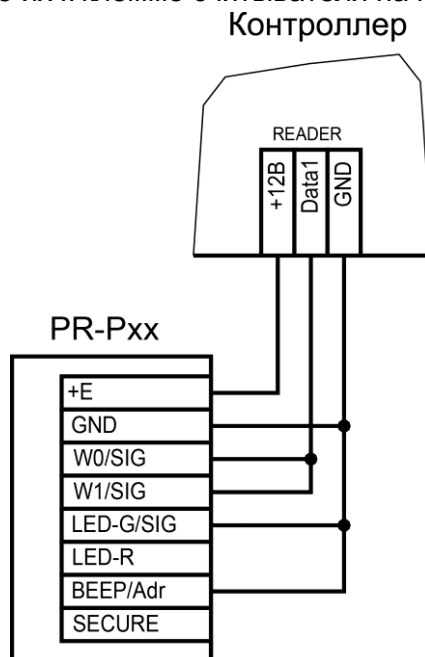 Контроллер
READER
+12В
Data1
GND
PR-Pxx
+E
GND
W0/SIG
W1/SIG
LED-G/SIG
LED-R
BEEP/Adr
SECURE